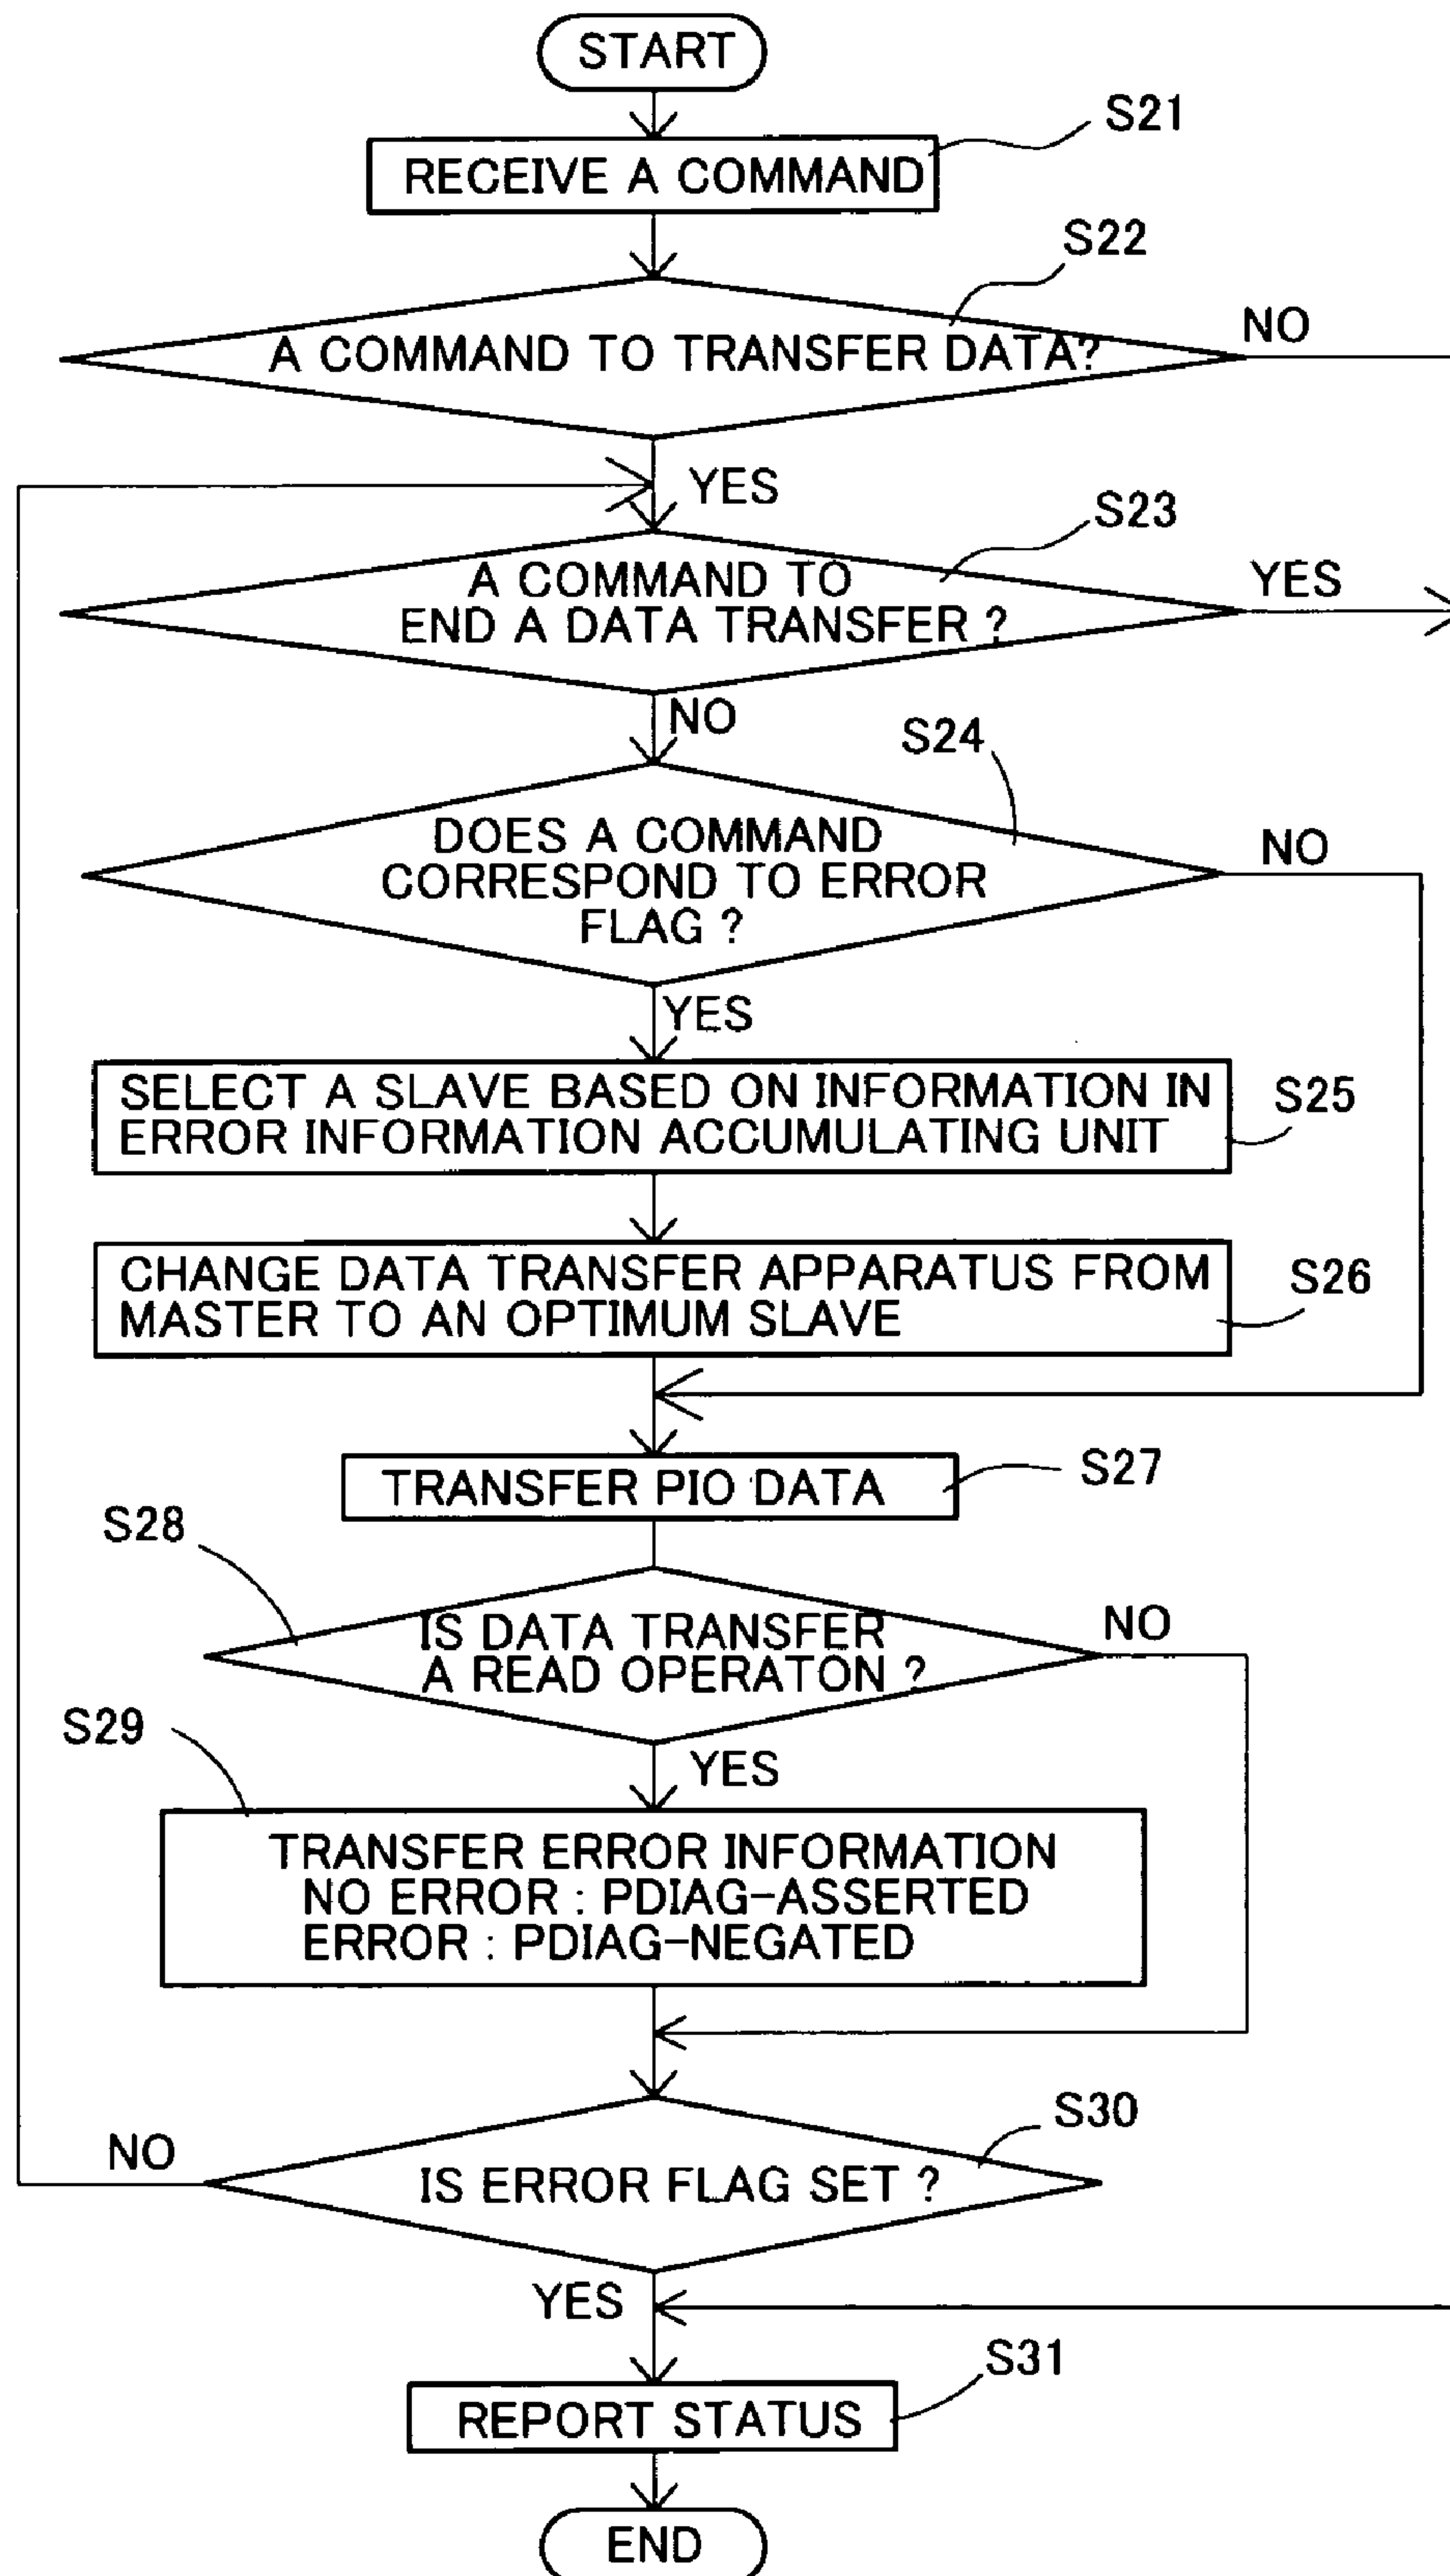 START
S21
RECEIVE A COMMAND
S22
A COMMAND TO TRANSFER DATA?
NO
YES
S23
A COMMAND TO
END A DATA TRANSFER ?
YES
NO
S24
DOES A COMMAND
CORRESPOND TO ERROR
FLAG ?
NO
YES
SELECT A SLAVE BASED ON INFORMATION IN
ERROR INFORMATION ACCUMULATING UNIT
S25
CHANGE DATA TRANSFER APPARATUS FROM
MASTER TO AN OPTIMUM SLAVE
S26
TRANSFER PIO DATA
S27
S28
IS DATA TRANSFER
A READ OPERATON ?
NO
S29
YES
TRANSFER ERROR INFORMATION
NO ERROR : PDIAG-ASSERTED
ERROR : PDIAG-NEGATED
S30
NO
IS ERROR FLAG SET ?
YES
S31
REPORT STATUS
END